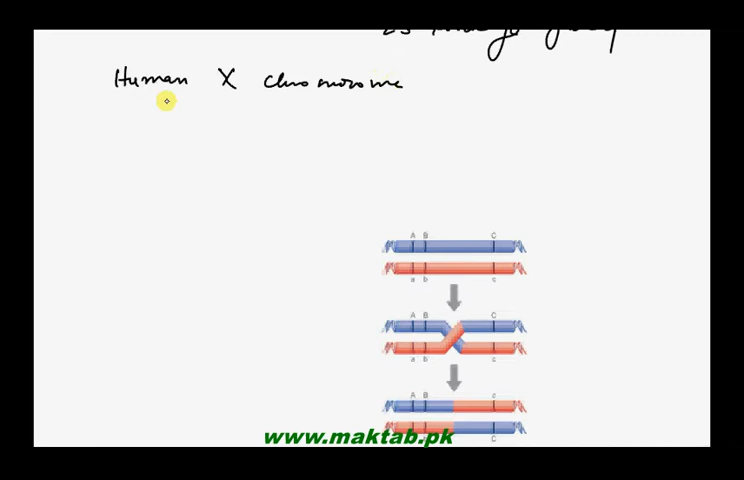 Human X chromosome
A B C
a b c
A B C
a b c
A B c
C
www.maktab.pk